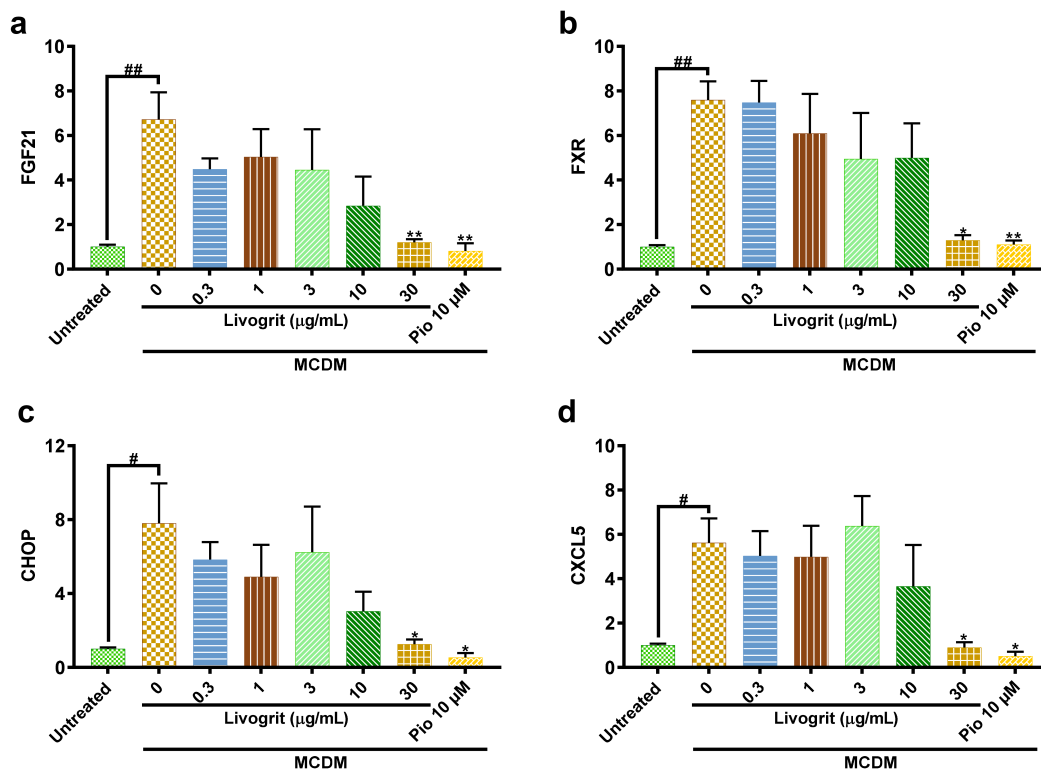 a
10
8
6
4
2
0
FGF21
##
**
**
Untreated
0
0.3
1
3
10
30
Pio 10 µM
Livogrit (µg/mL)
MCDM
b
10
8
6
4
2
0
FXR
##
*
**
Untreated
0
0.3
1
3
10
30
Pio 10 µM
Livogrit (µg/mL)
MCDM
c
12
8
4
0
CHOP
#
*
*
Untreated
0
0.3
1
3
10
30
Pio 10 µM
Livogrit (µg/mL)
MCDM
d
10
8
6
4
2
0
CXCL5
#
*
*
Untreated
0
0.3
1
3
10
30
Pio 10 µM
Livogrit (µg/mL)
MCDM